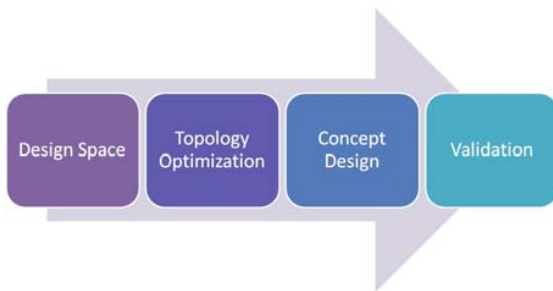 Design Space
Topology
Optimization
Concept
Design
Validation